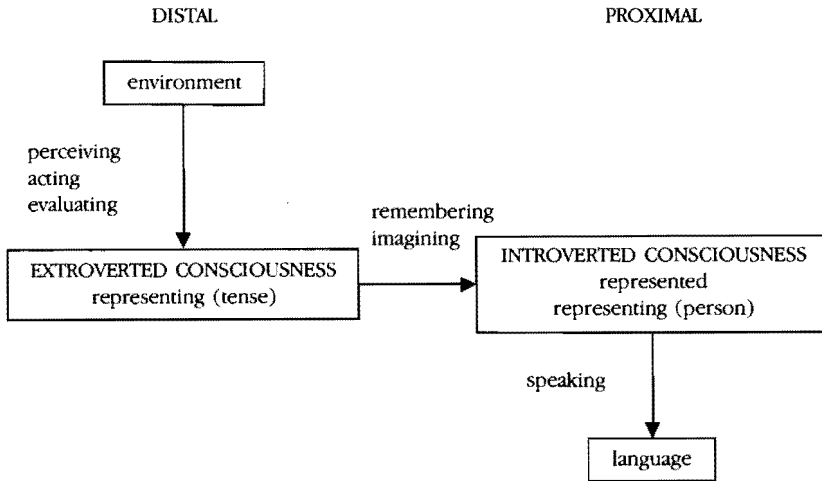 DISTAL
PROXIMAL
environment
perceiving
acting
evaluating
remembering
imagining
EXTROVERTED CONSCIOUSNESS
representing (tense)
INTROVERTED CONSCIOUSNESS
represented
representing (person)
speaking
language